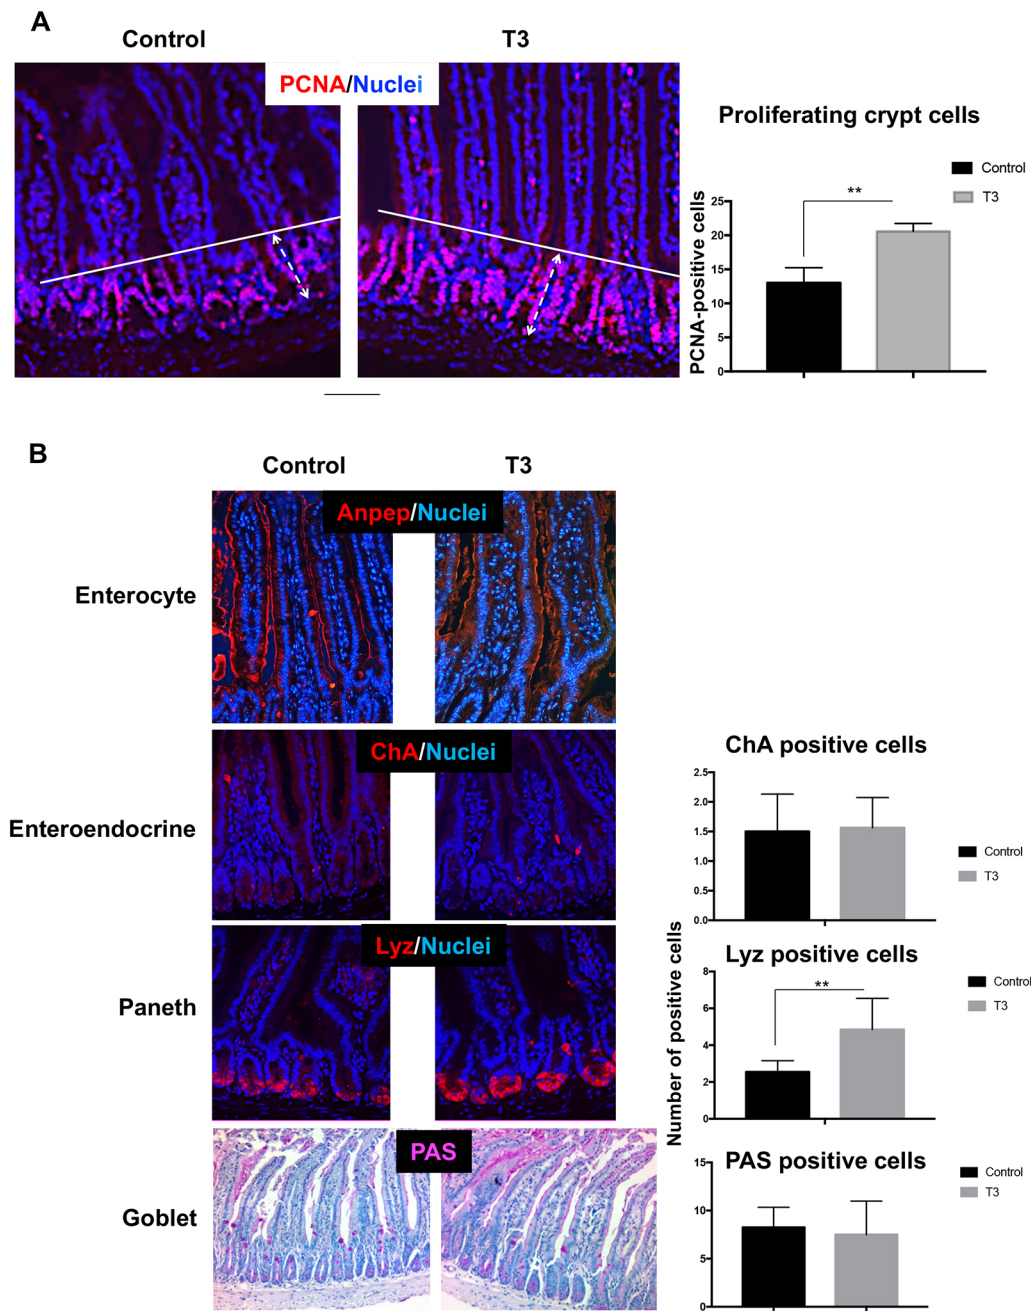 A
Control
T3
PCNA/Nuclei
Proliferating crypt cells
Control
T3
**
PCNA-positive cells
25
20
15
10
5
0
B
Control
T3
Anpep/Nuclei
Enterocyte
ChA/Nuclei
Enteroendocrine
ChA positive cells
2.5
2.0
1.5
1.0
0.5
0.0
Control
T3
Lyz/Nuclei
Paneth
Number of positive cells
Lyz positive cells
**
8
6
4
2
0
Control
T3
PAS
Goblet
PAS positive cells
15
10
5
0
Control
T3